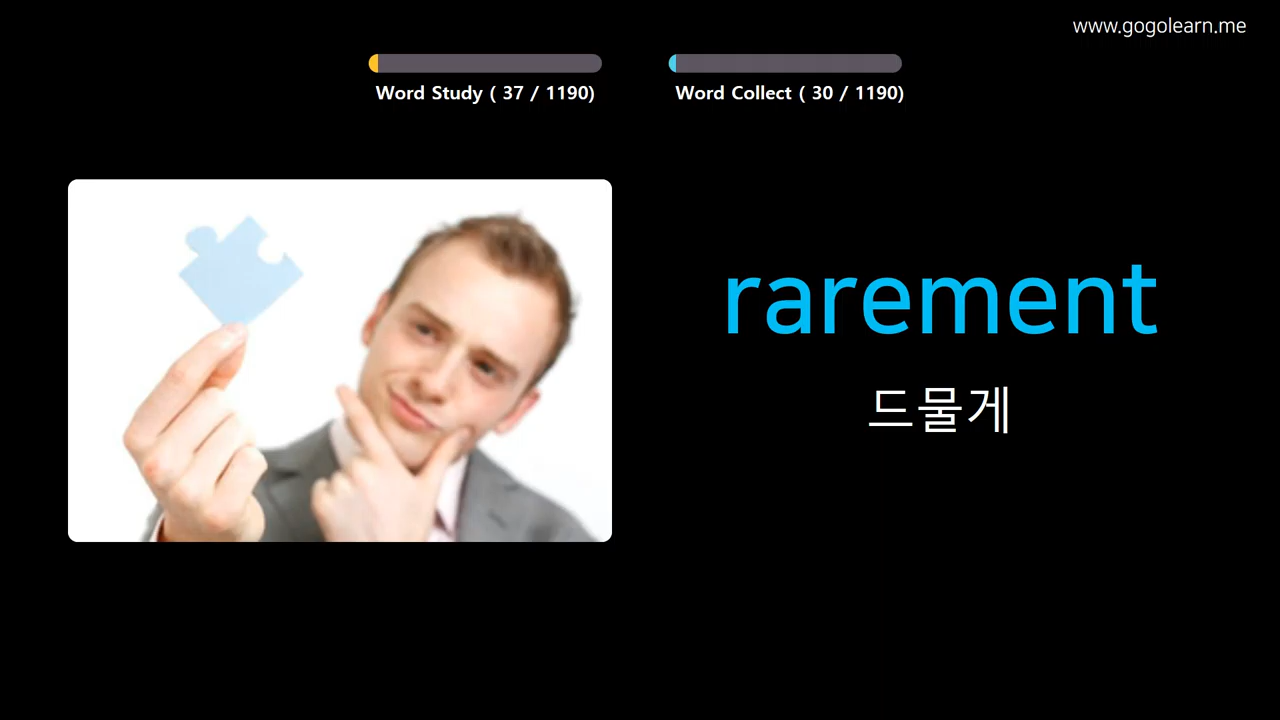 www.gogolearn.me
Word Study ( 37 / 1190)
Word Collect ( 30 / 1190)
rarement
드물게